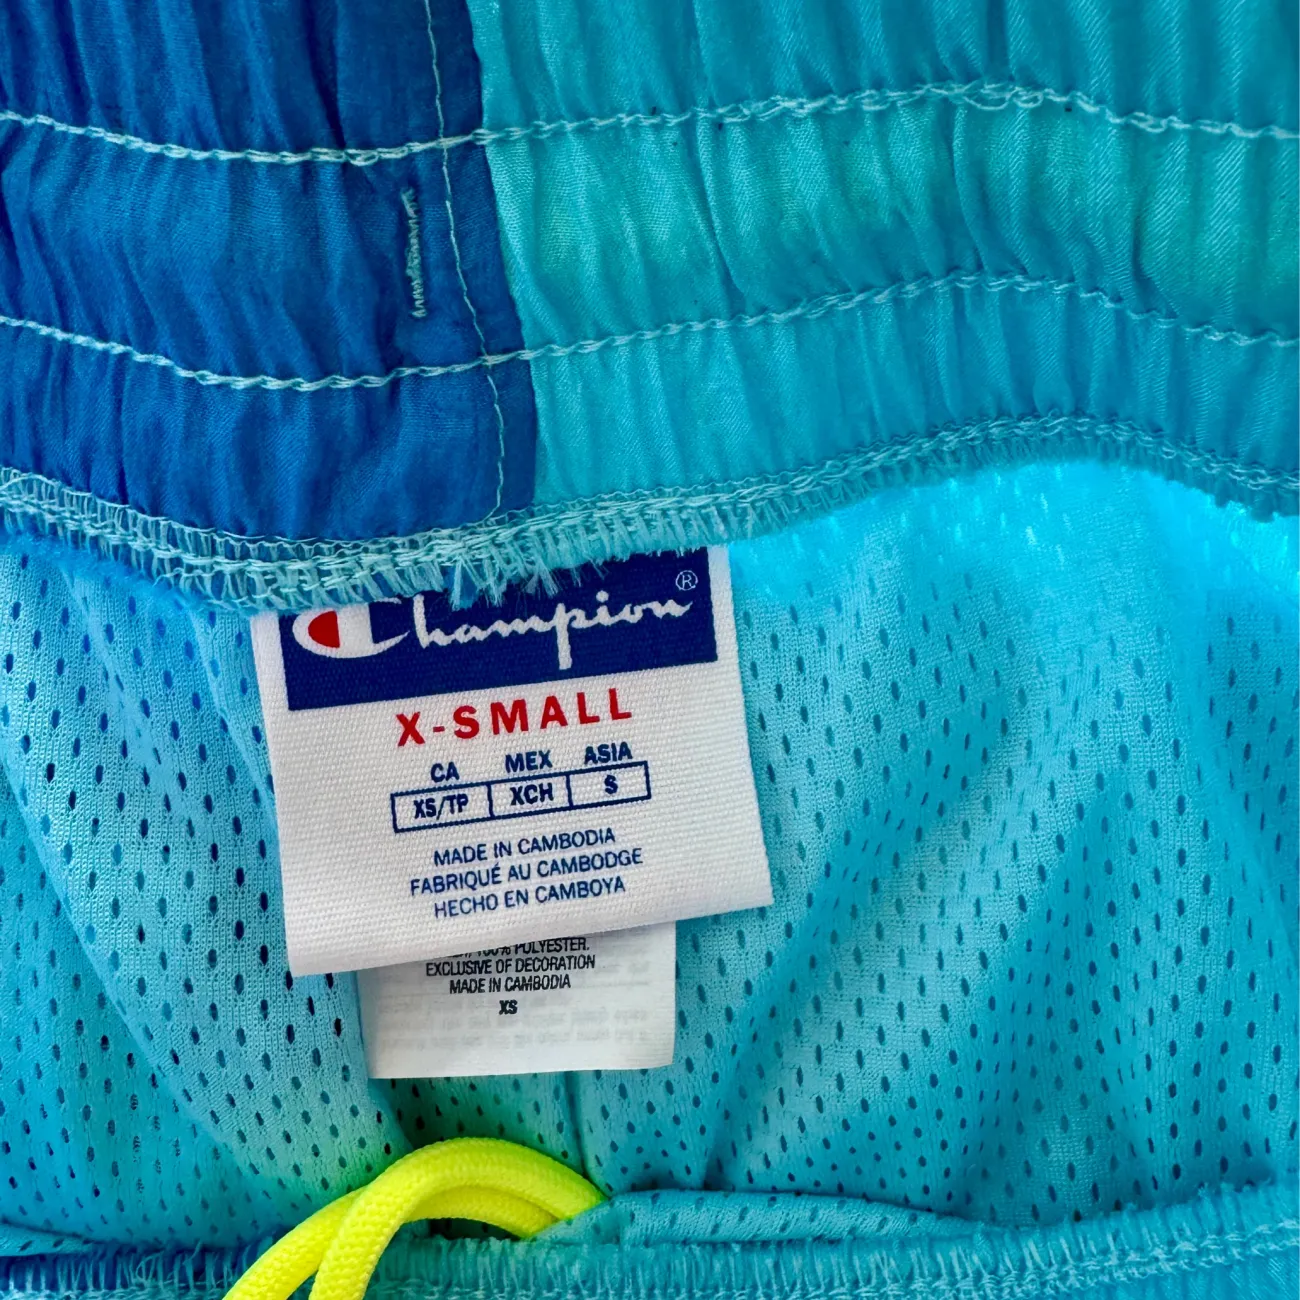 Champion®
X-SMALL
CA MEX ASIA
XS/TP XCH S
MADE IN CAMBODIA
FABRIQUÉ AU CAMBODGE
HECHO EN CAMBOYA
100% POLYESTER.
EXCLUSIVE OF DECORATION
MADE IN CAMBODIA
XS